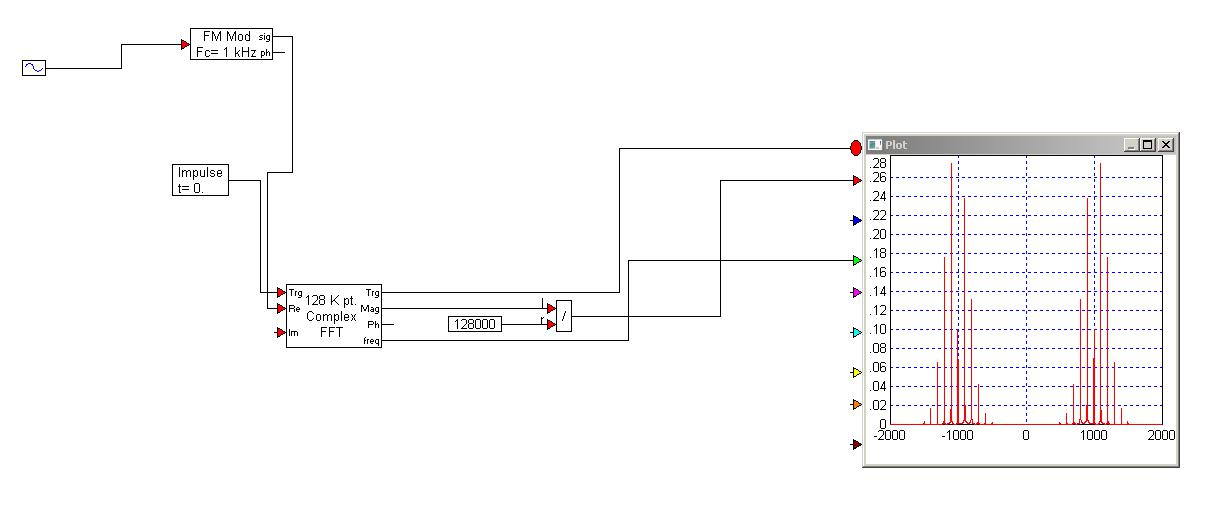 FM Mod sig
Fc= 1 kHz ph
Impulse
t= 0.
Plot
.28
.26
.24
.22
.20
.18
.16
.14
.12
.10
.08
.06
.04
.02
0
-2000 -1000 0 1000 2000
Trg 128 K pt. Trg
Re Complex Mag
Im FFT Ph
freq
l
r
128000
/